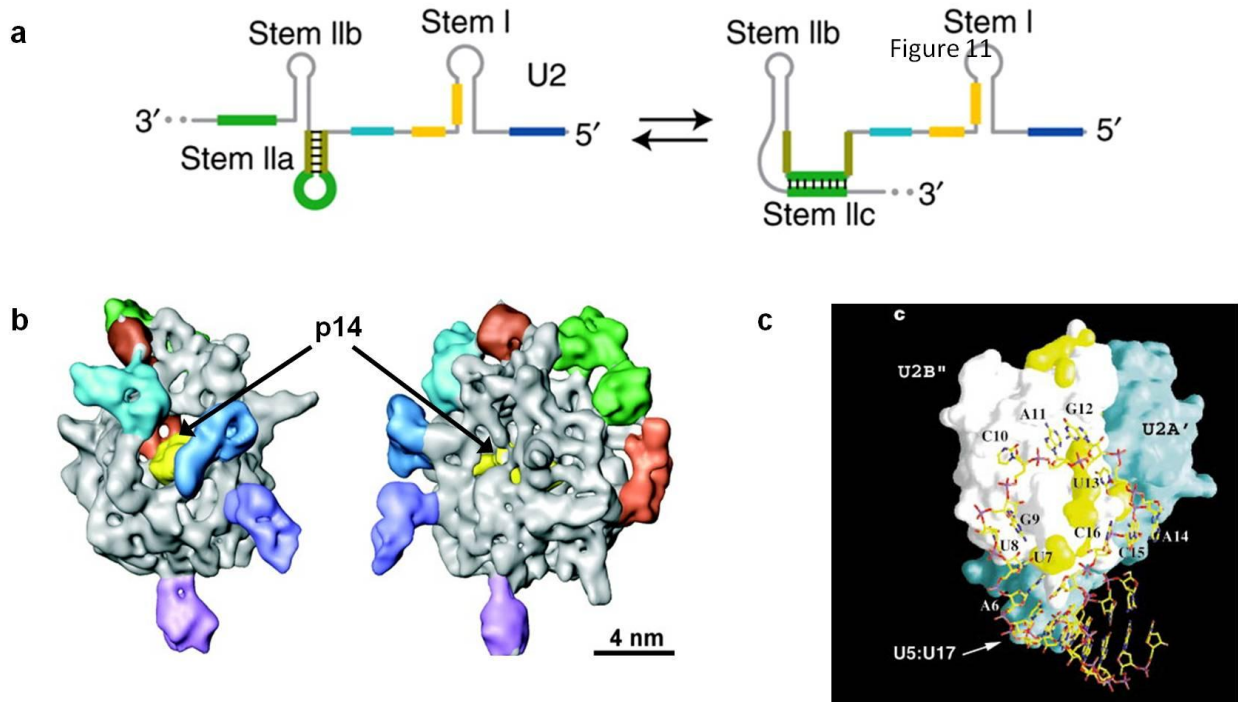 a
Stem IIb
Stem I
U2
3′
5′
Stem IIa
Stem IIb
Stem I
Figure 11
5′
3′
Stem IIc
b
p14
4 nm
c
c
U2B"
U2A'
A11
G12
C10
U13
G9
U8
U7
C16
C15
A14
A6
U5:U17